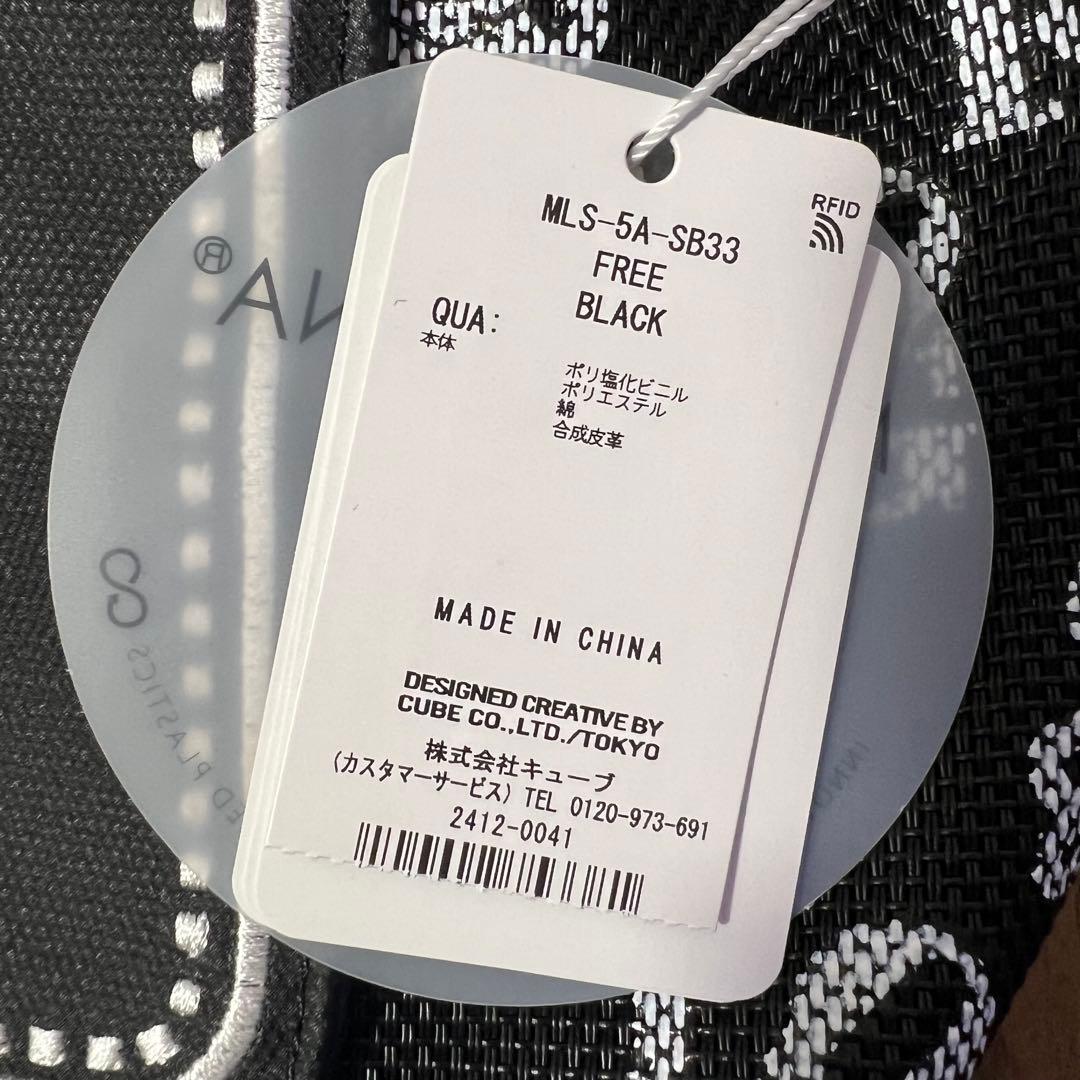 RFID
MLS-5A-SB33
FREE
BLACK
QUA:
本体
ポリ塩化ビニル
ポリエステル
綿
合成皮革
MADE IN CHINA
DESIGNED CREATIVE BY
CUBE CO.,LTD./TOKYO
株式会社キューブ
(カスタマーサービス) TEL 0120-973-691
2412-0041
NA®
PLASTICS